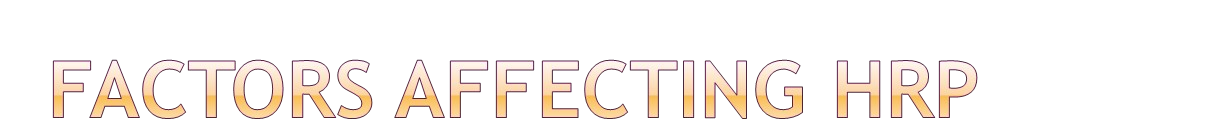 FACTORS AFFECTING HRP